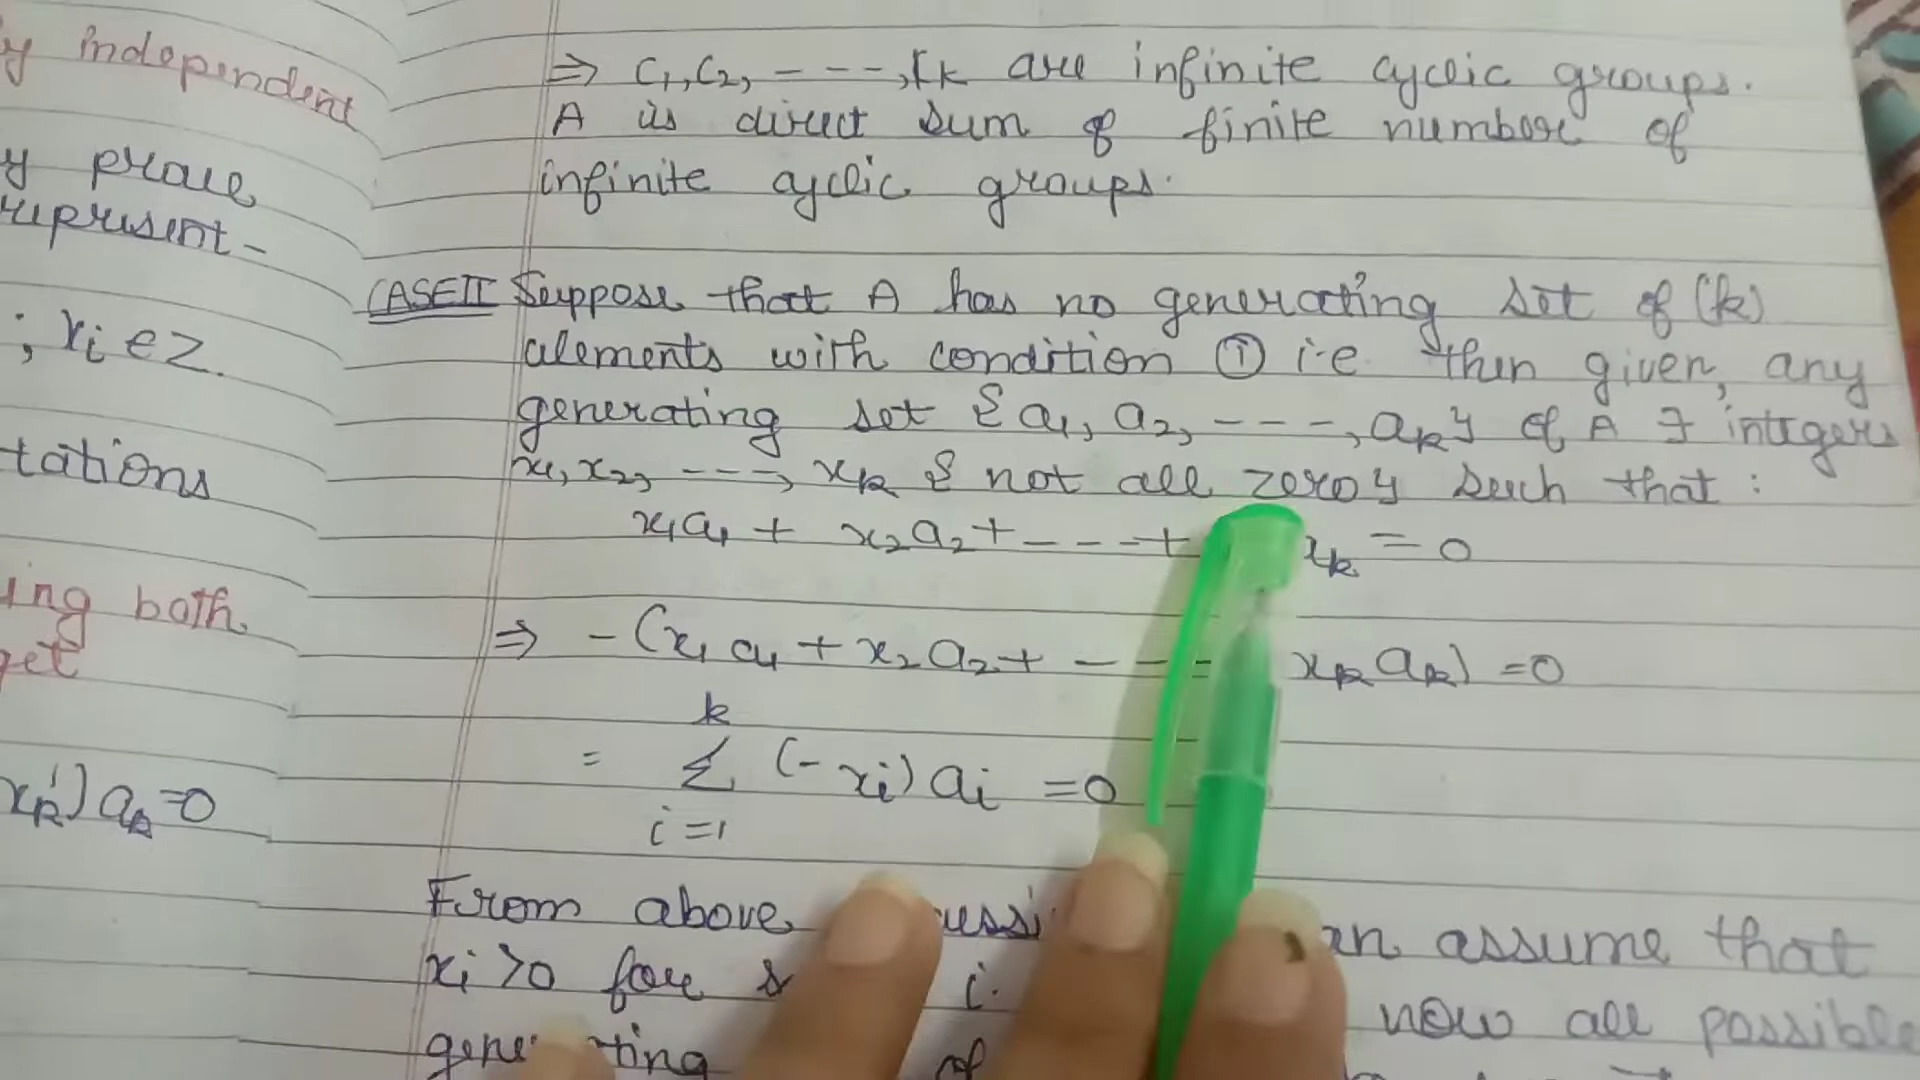 y independent
y prove
represent-
; xi ∈ Z.
tations
ing both
get
xk') ak=0
⇒ C1, C2, ----, Ck are infinite cyclic groups.
A is direct sum of finite number of
infinite cyclic groups.
CASE II Suppose that A has no generating set of (k)
elements with condition ① i.e then given, any
generating set {a1, a2, ----, ak} of A ∃ integers
x1, x2, ---, xk {not all zero} such that :
x1a1 + x2a2 + ---+ xk = 0
⇒ -(x1a1 + x2a2 + --- xkak) =0
k
= Σ (-xi) ai =0
i=1
From above assume that
xi >0 for i.
now all possible
of